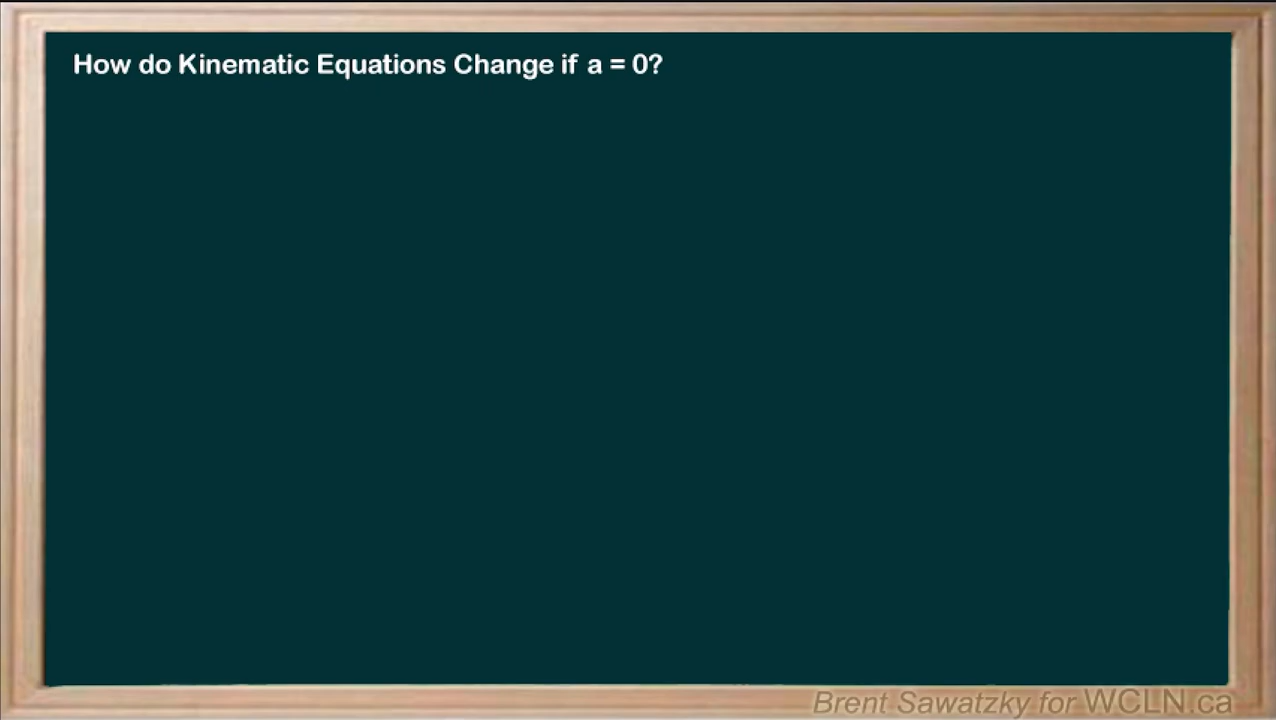 How do Kinematic Equations Change if a = 0?
Brent Sawatzky for WCLN.ca